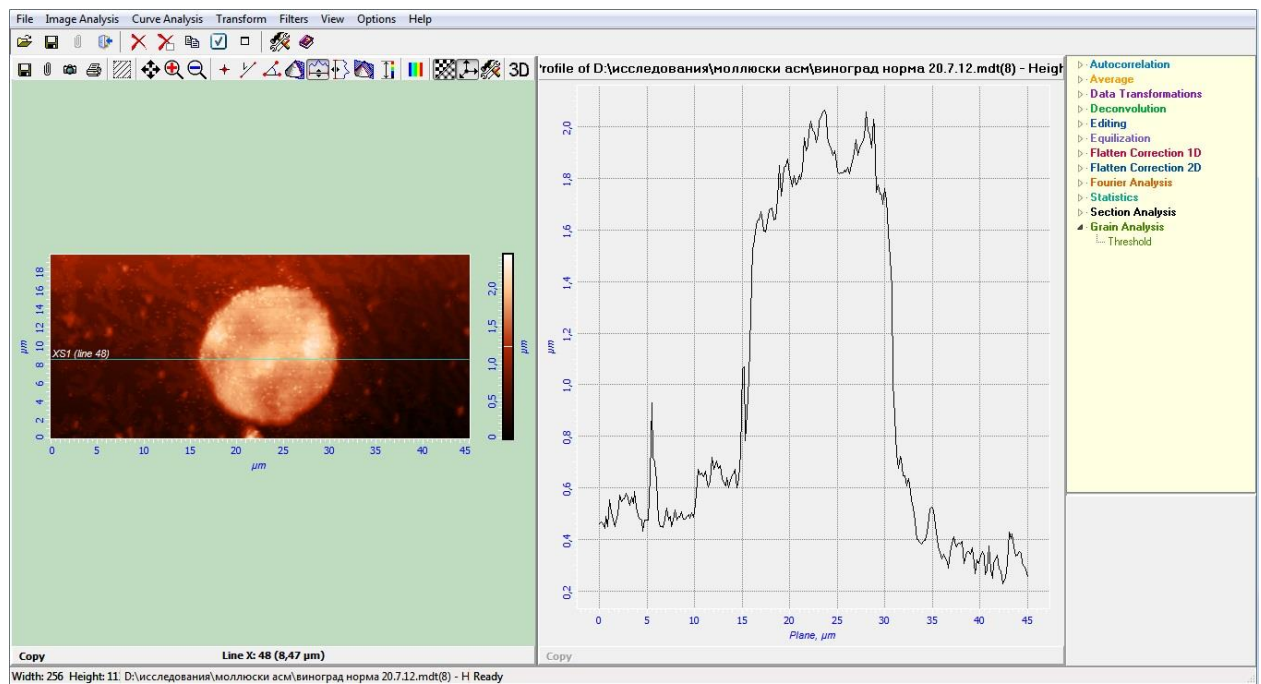 File Image Analysis Curve Analysis Transform Filters View Options Help
3D
rofile of D:\исследования\моллюски асм\виноград норма 20.7.12.mdt(8) - Heigh
Autocorrelation
Average
Data Transformations
Deconvolution
Editing
Equilization
Flatten Correction 1D
Flatten Correction 2D
Fourier Analysis
Statistics
Section Analysis
Grain Analysis
Threshold
18
16
14
12
10
8
6
4
2
0
µm
XS1 (line 48)
0 5 10 15 20 25 30 35 40 45
µm
2,0
1,5
1,0
0,5
0
µm
2,0
1,8
1,6
1,4
1,2
1,0
0,8
0,6
0,4
0,2
µm
0 5 10 15 20 25 30 35 40 45
Plane, µm
Copy
Line X: 48 (8,47 µm)
Copy
Width: 256 Height: 11 D:\исследования\моллюски асм\виноград норма 20.7.12.mdt(8) - H Ready